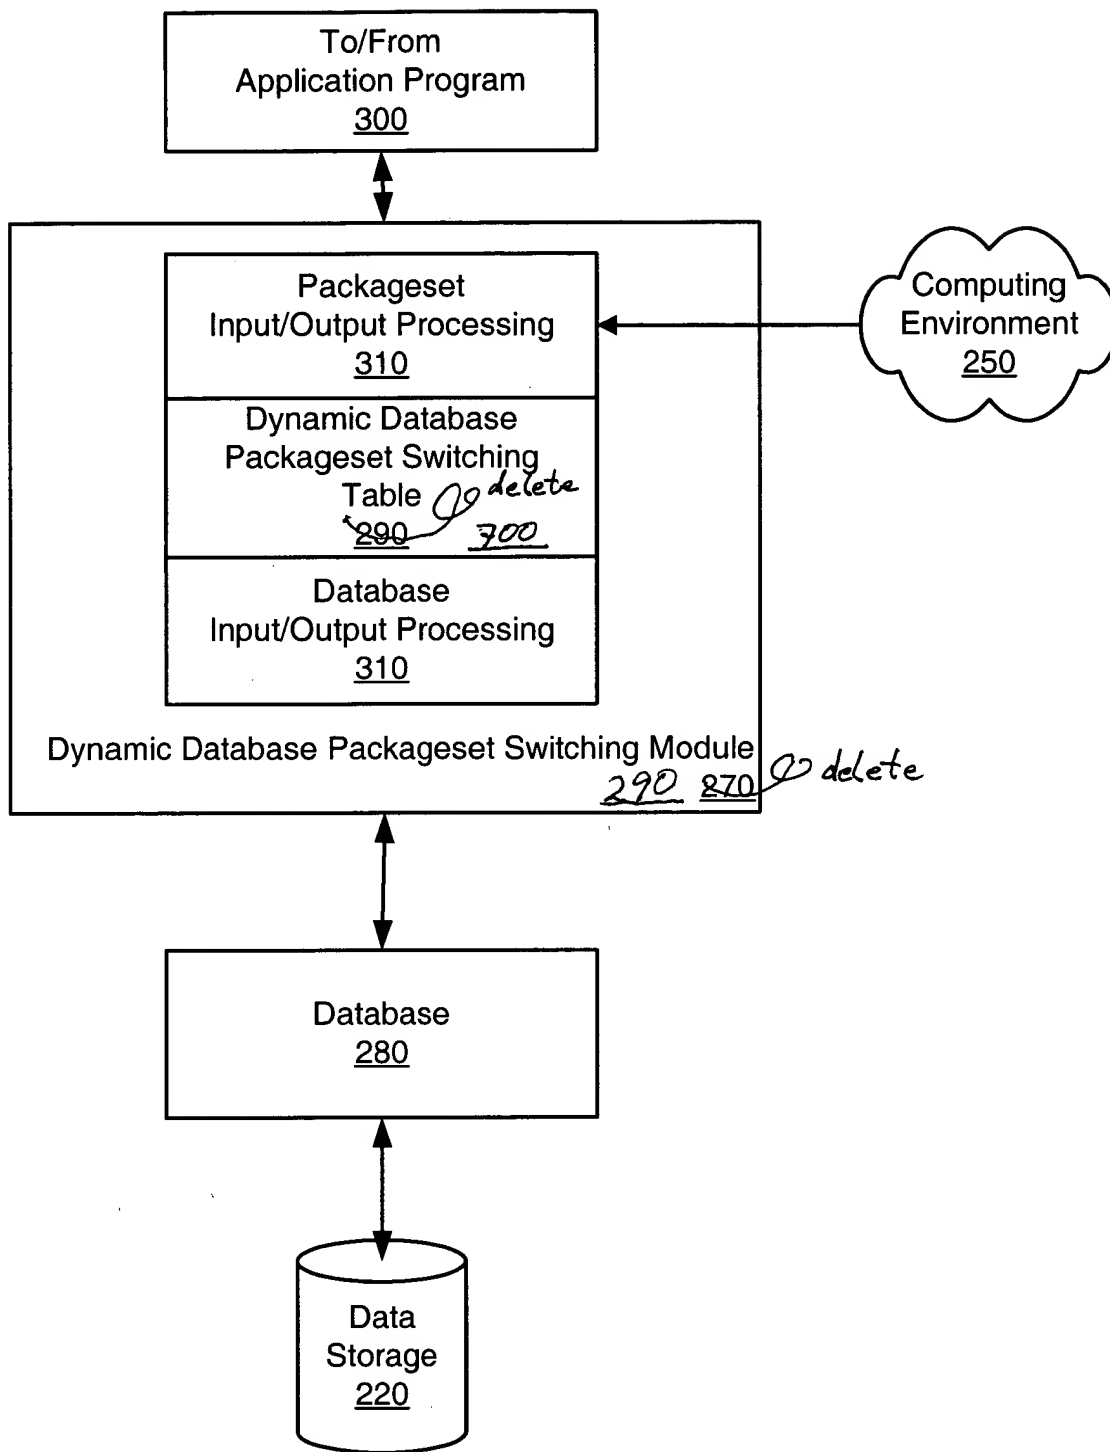 To/From
Application Program
300
Packageset
Input/Output Processing
310
Computing
Environment
250
Dynamic Database
Packageset Switching
Table
delete
290 700
Database
Input/Output Processing
310
Dynamic Database Packageset Switching Module
290 270 delete
Database
280
Data
Storage
220